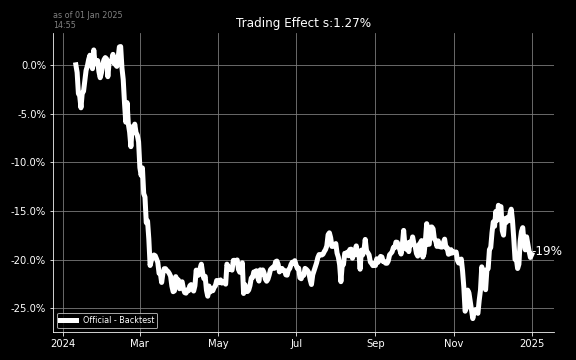 as of 01 Jan 2025
14:55
Trading Effect s:1.27%
0.0%
-5.0%
-10.0%
-15.0%
-20.0%
-25.0%
-19%
Official - Backtest
2024 Mar May Jul Sep Nov 2025